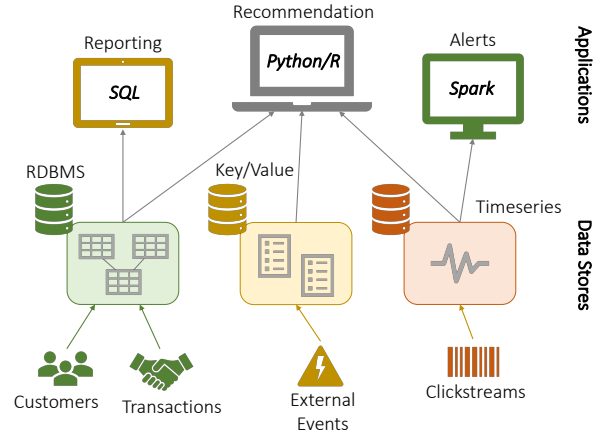 Recommendation
Reporting
Alerts
SQL
Python/R
Spark
Applications
RDBMS
Key/Value
Timeseries
Data Stores
Customers
Transactions
External
Events
Clickstreams